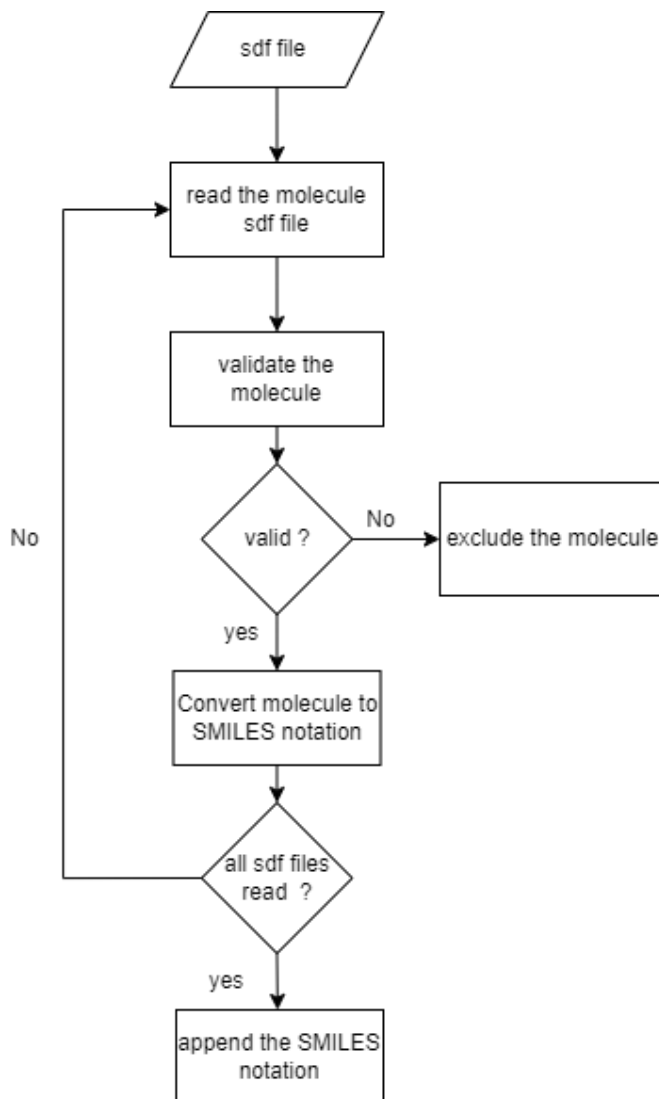 sdf file
read the molecule
sdf file
validate the
molecule
valid ?
No
exclude the molecule
No
yes
Convert molecule to
SMILES notation
all sdf files
read ?
yes
append the SMILES
notation